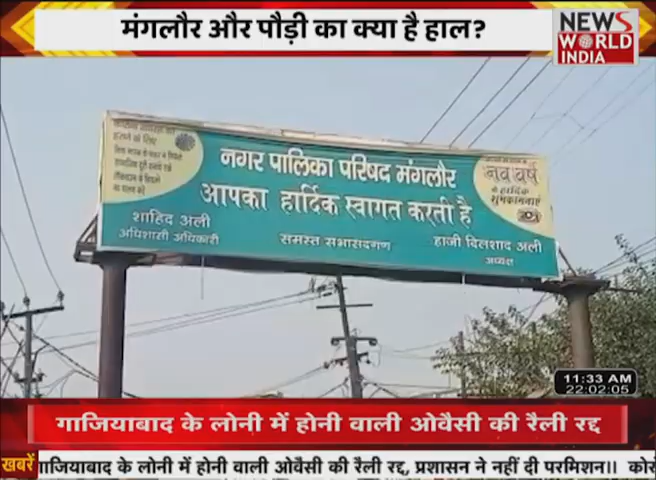 मंगलौर और पौड़ी का क्या है हाल?
NEWS
WORLD
INDIA
नगर पालिका परिषद मंगलौर
आपका हार्दिक स्वागत करती है
नव वर्ष
की हार्दिक
शुभकामनाएं
शाहिद अली
अधिशासी अधिकारी
समस्त सभासदगण
हाजी दिलशाद अली
अध्यक्ष
11:33 AM
22:02:05
गाजियाबाद के लोनी में होनी वाली ओवैसी की रैली रद्द
खबरें
गाजियाबाद के लोनी में होनी वाली ओवैसी की रैली रद्द, प्रशासन ने नहीं दी परमिशन॥